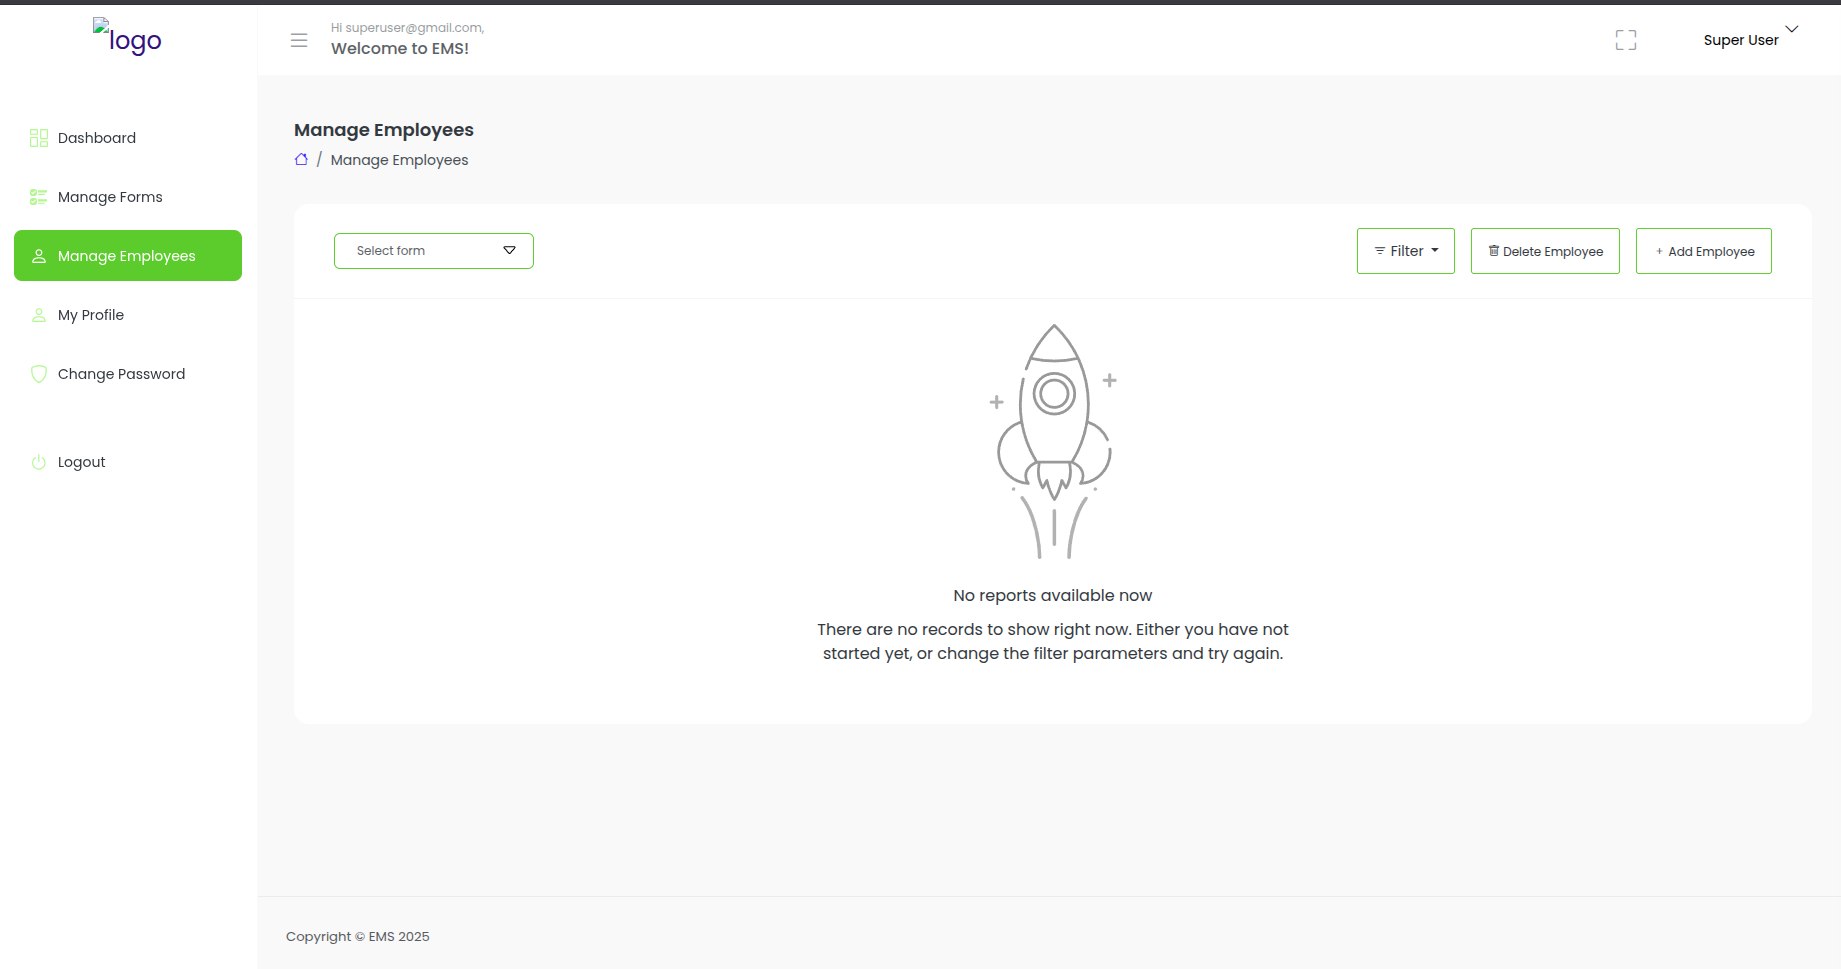 logo
Hi superuser@gmail.com,
Welcome to EMS!
Super User
Dashboard
Manage Forms
Manage Employees
My Profile
Change Password
Logout
Manage Employees
/ Manage Employees
Select form
Filter
Delete Employee
+ Add Employee
No reports available now
There are no records to show right now. Either you have not
started yet, or change the filter parameters and try again.
Copyright © EMS 2025